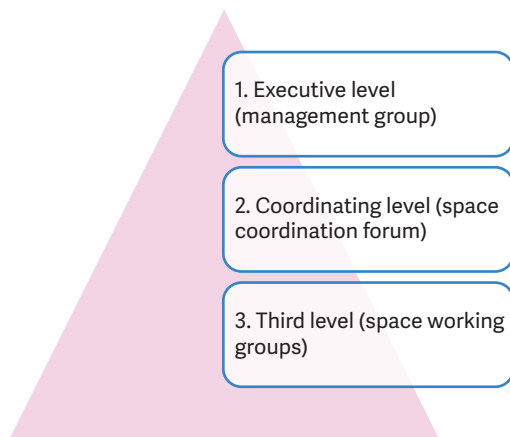 1. Executive level
(management group)
2. Coordinating level (space
coordination forum)
3. Third level (space working
groups)